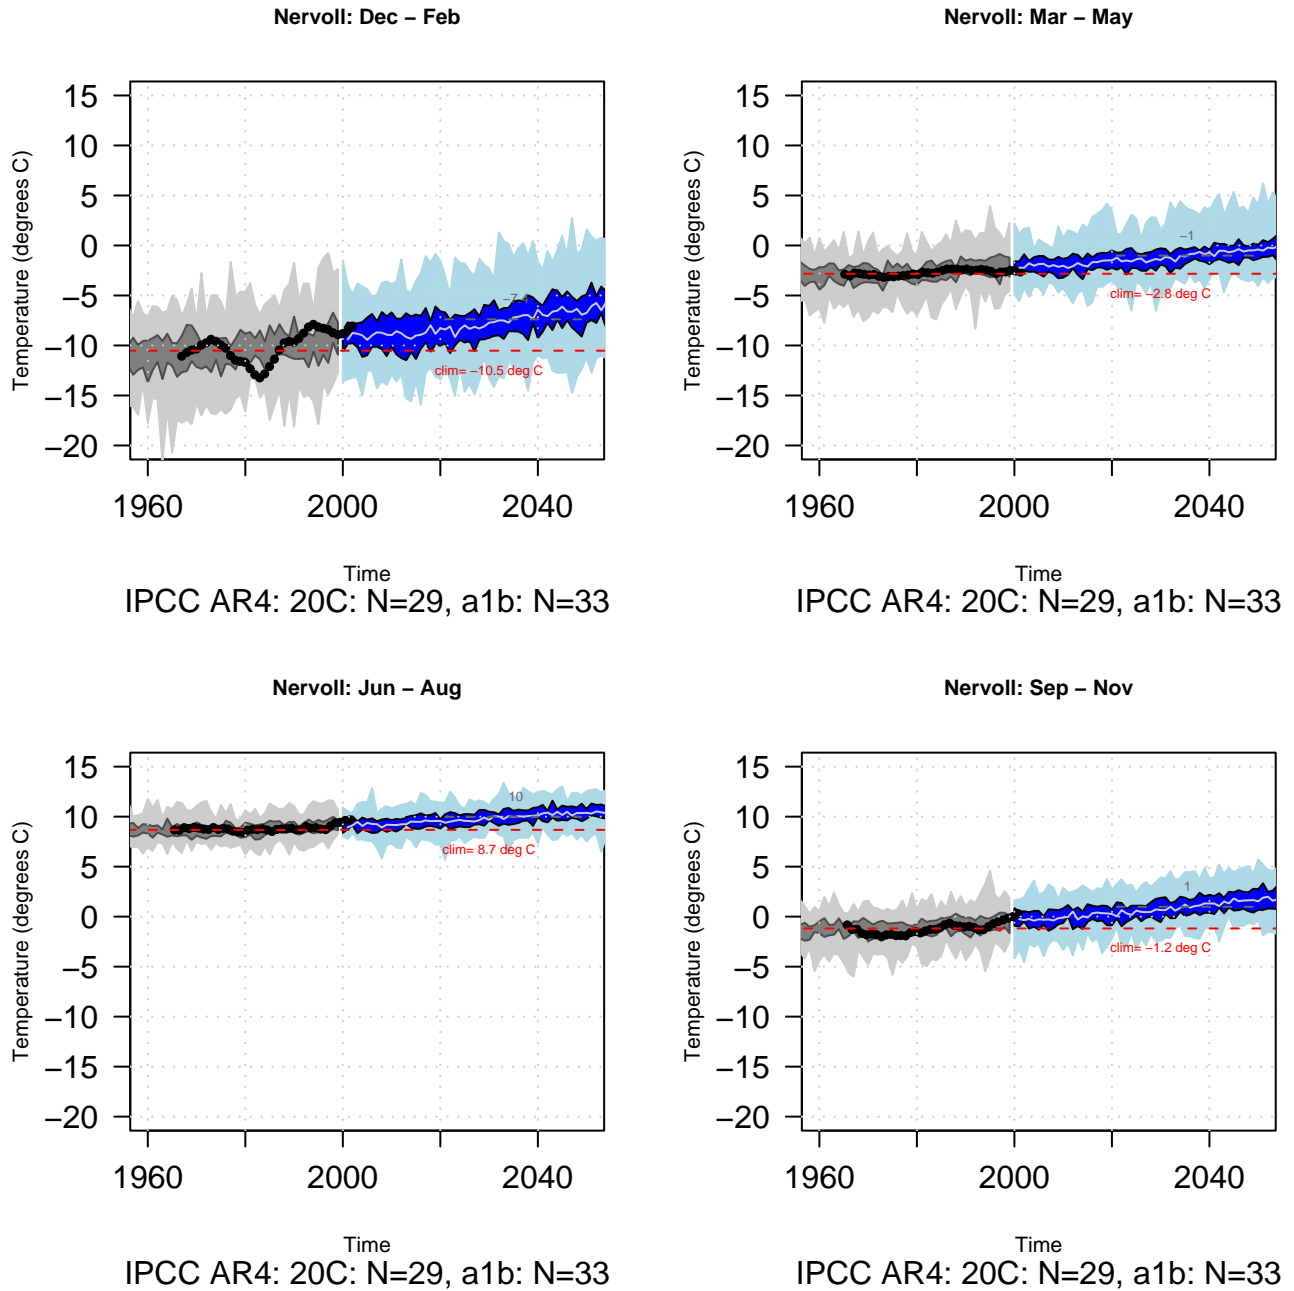 Nervoll: Dec − Feb
Temperature (degrees C)
15
10
5
0
−5
−10
−15
−20
clim= −10.5 deg C
1960 2000 2040
Time
IPCC AR4: 20C: N=29, a1b: N=33
Nervoll: Mar − May
Temperature (degrees C)
15
10
5
0
−5
−10
−15
−20
−1
clim= −2.8 deg C
1960 2000 2040
Time
IPCC AR4: 20C: N=29, a1b: N=33
Nervoll: Jun − Aug
Temperature (degrees C)
15
10
5
0
−5
−10
−15
−20
10
clim= 8.7 deg C
1960 2000 2040
Time
IPCC AR4: 20C: N=29, a1b: N=33
Nervoll: Sep − Nov
Temperature (degrees C)
15
10
5
0
−5
−10
−15
−20
1
clim= −1.2 deg C
1960 2000 2040
Time
IPCC AR4: 20C: N=29, a1b: N=33